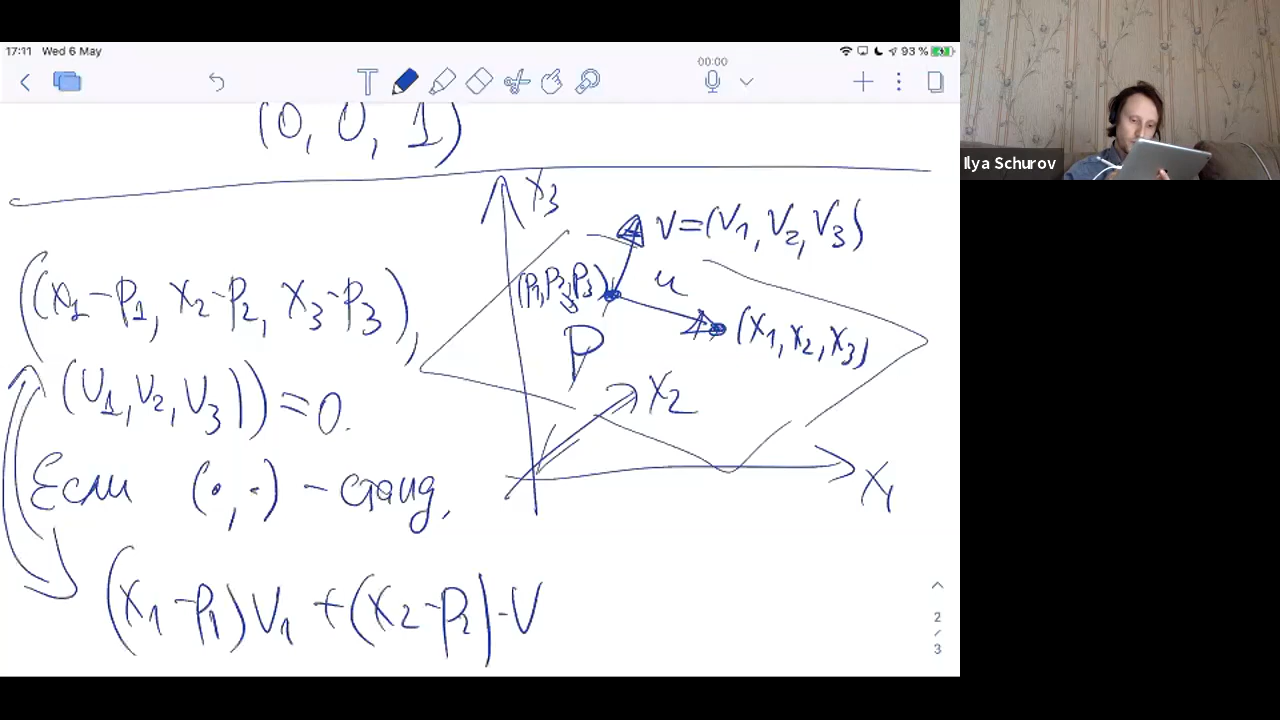 17:11 Wed 6 May
93 %
00:00
T
(0, 0, 1)
X3
V=(V1, V2, V3)
((X1-p1, X2-p2, X3-p3),
(p1, p2, p3)
u
(X1, X2, X3)
P
(V1, V2, V3))=0.
X2
Если (·, ·) - станд,
X1
(X1-p1)V1+(X2-p2)·V
2/3
Ilya Schurov